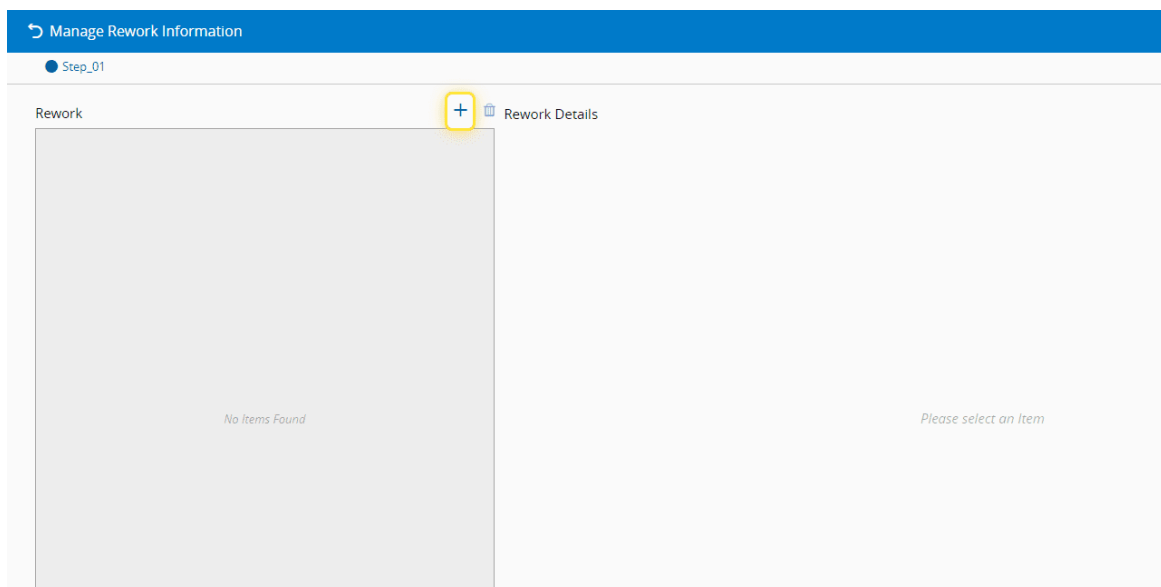 Manage Rework Information
Step_01
Rework
Rework Details
No Items Found
Please select an Item